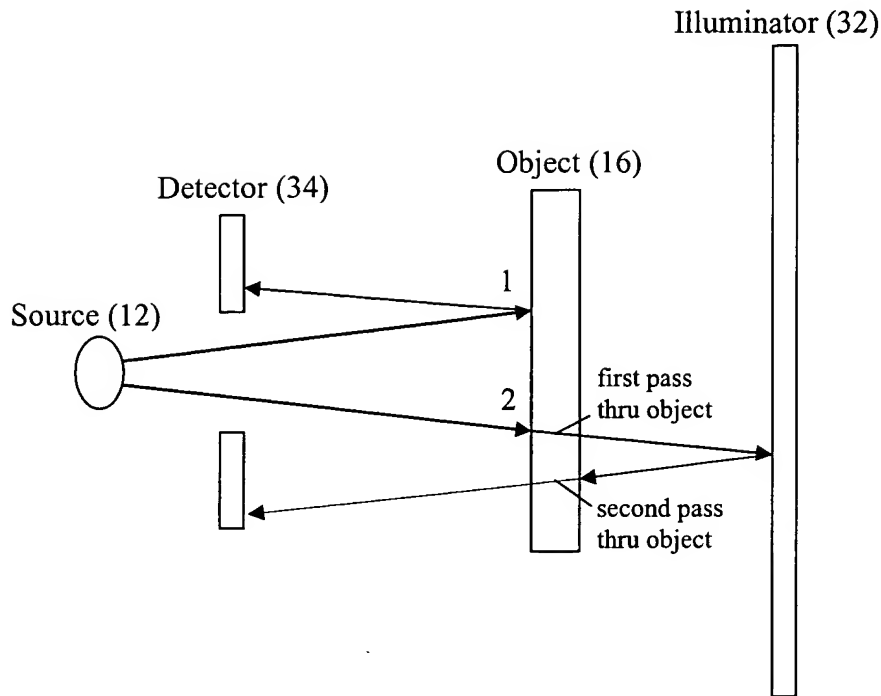 Illuminator (32)
Object (16)
Detector (34)
1
Source (12)
first pass
thru object
2
second pass
thru object